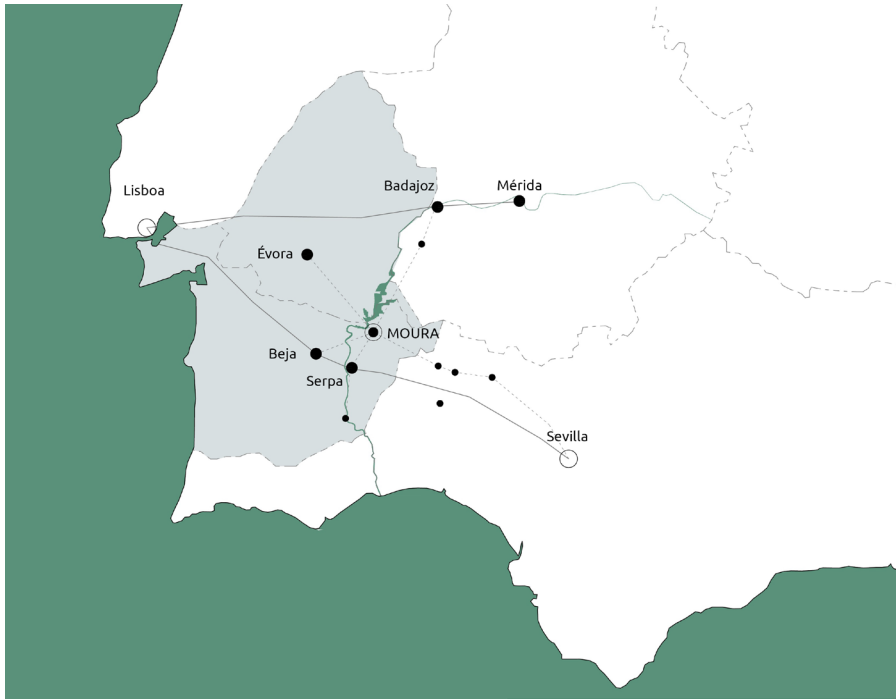 Lisboa
Badajoz
Mérida
Évora
MOURA
Beja
Serpa
Sevilla